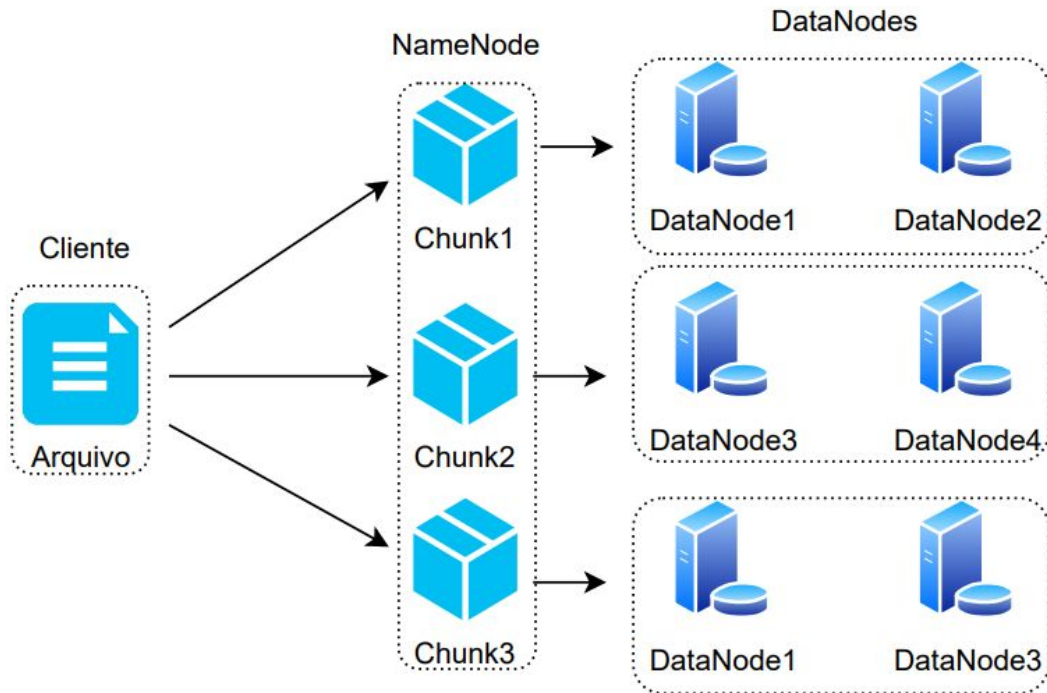 DataNodes
NameNode
Chunk1
DataNode1
DataNode2
Cliente
Arquivo
Chunk2
DataNode3
DataNode4
Chunk3
DataNode1
DataNode3